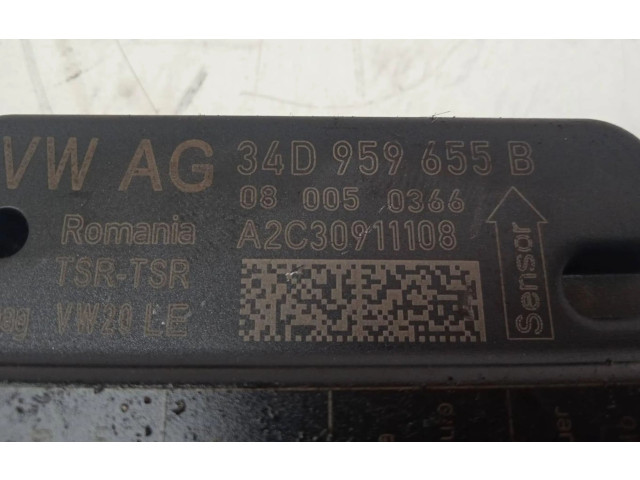 VW AG 34D 959 655 B
08 005 0366
Romania A2C30911108
TSR-TSR
VW20 LE
Sensor